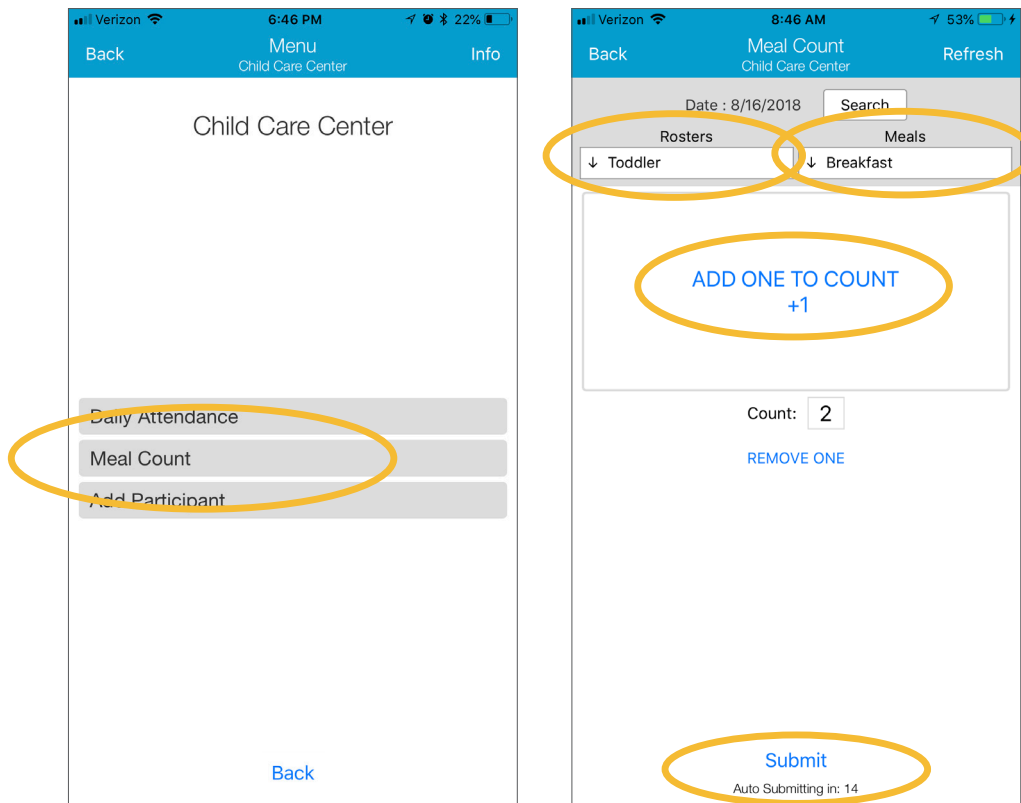 Verizon 6:46 PM 22%
Back Menu Info
Child Care Center
Child Care Center
Daily Attendance
Meal Count
Add Participant
Back
Verizon 8:46 AM 53%
Back Meal Count Refresh
Child Care Center
Date : 8/16/2018 Search
Rosters Meals
↓ Toddler ↓ Breakfast
ADD ONE TO COUNT
+1
Count: 2
REMOVE ONE
Submit
Auto Submitting in: 14